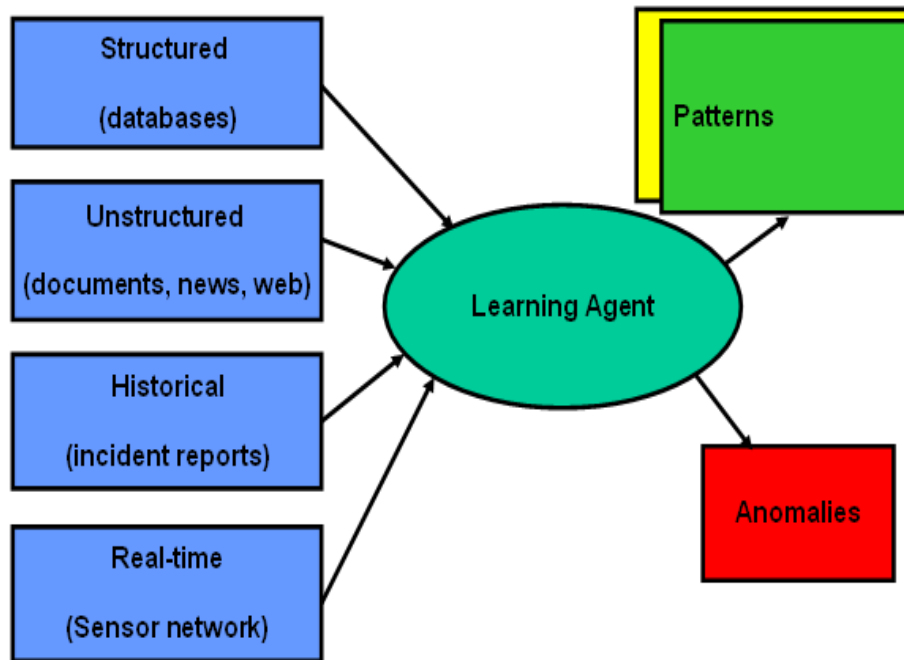 Structured
(databases)
Unstructured
(documents, news, web)
Historical
(incident reports)
Real-time
(Sensor network)
Learning Agent
Patterns
Anomalies